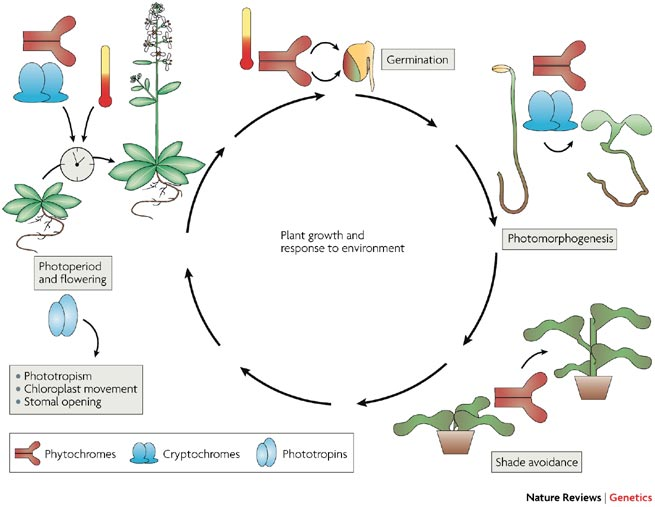 Germination
Plant growth and
response to environment
Photomorphogenesis
Photoperiod
and flowering
• Phototropism
• Chloroplast movement
• Stomal opening
Phytochromes
Cryptochromes
Phototropins
Shade avoidance
Nature Reviews | Genetics